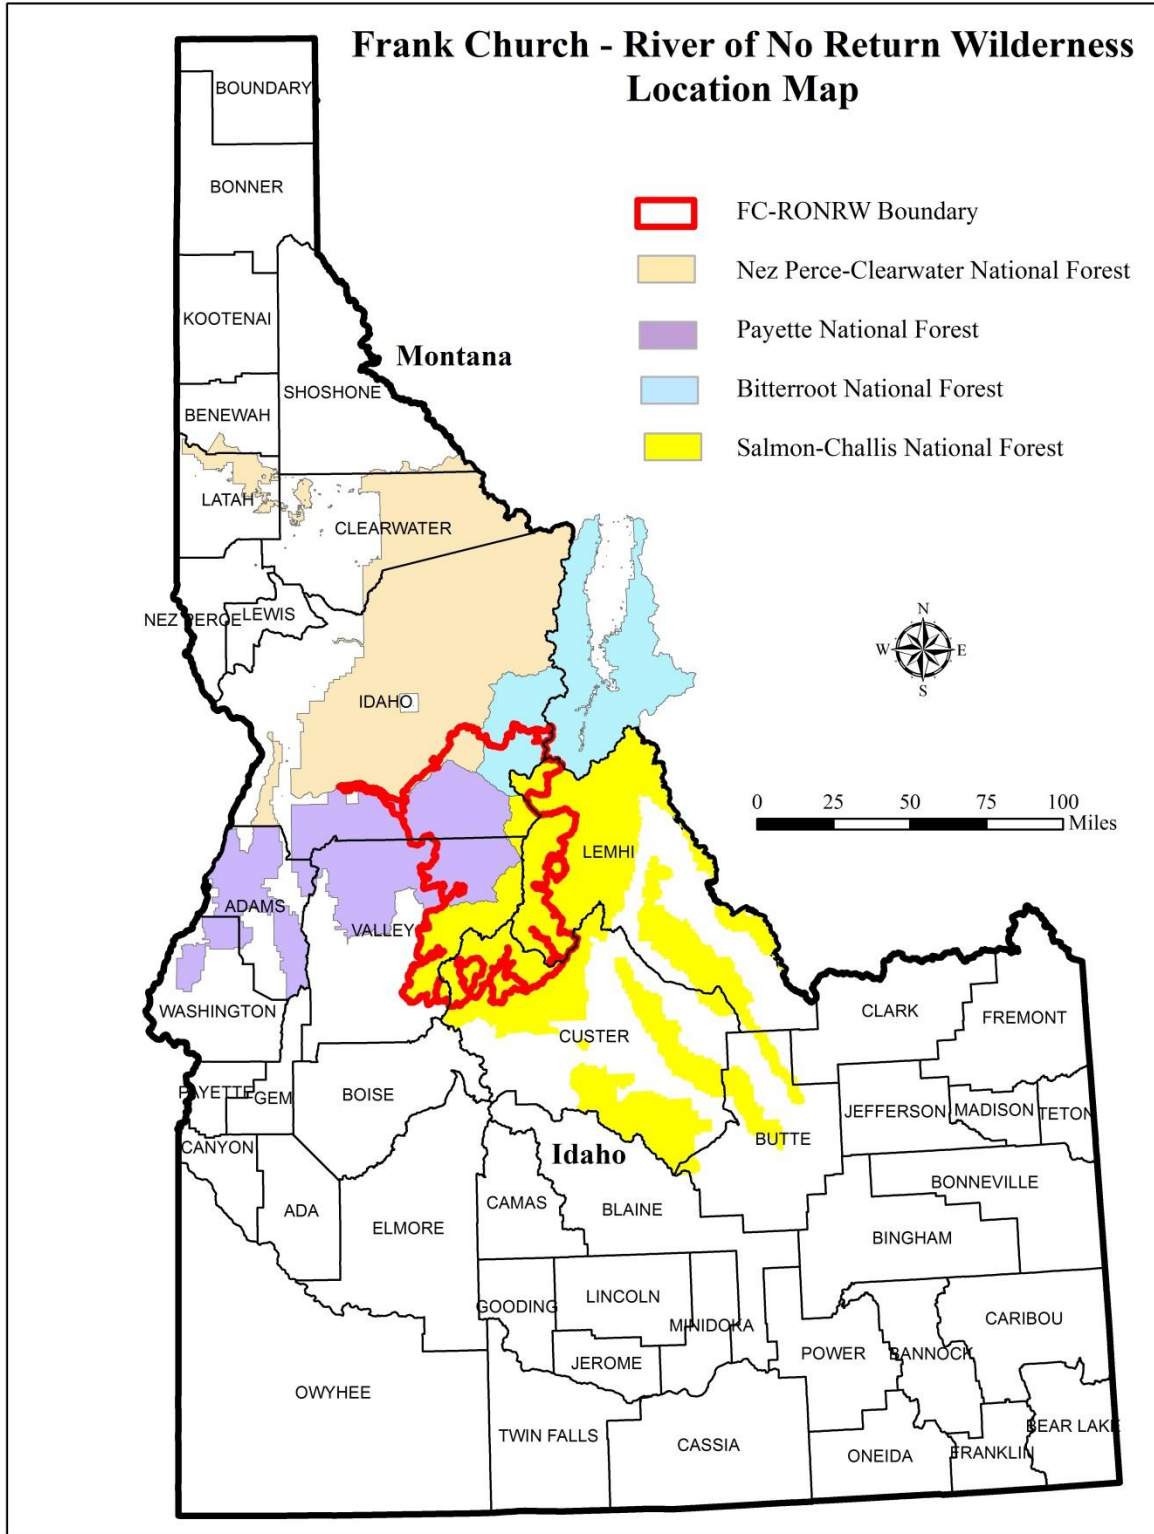 Frank Church - River of No Return Wilderness
Location Map
BOUNDARY
BONNER
FC-RONRW Boundary
Nez Perce-Clearwater National Forest
KOOTENAI
Payette National Forest
Montana
SHOSHONE
Bitterroot National Forest
BENEWAH
Salmon-Challis National Forest
LATAH
CLEARWATER
NEZ PERCE
LEWIS
N
W
E
S
IDAHO
0 25 50 75 100
Miles
LEMHI
ADAMS
VALLEY
WASHINGTON
CLARK
FREMONT
CUSTER
PAYETTE
GEM
BOISE
JEFFERSON
MADISON
TETON
CANYON
BUTTE
Idaho
BONNEVILLE
ADA
ELMORE
CAMAS
BLAINE
BINGHAM
GOODING
LINCOLN
MINIDOKA
CARIBOU
JEROME
POWER
BANNOCK
OWYHEE
TWIN FALLS
CASSIA
ONEIDA
FRANKLIN
BEAR LAKE